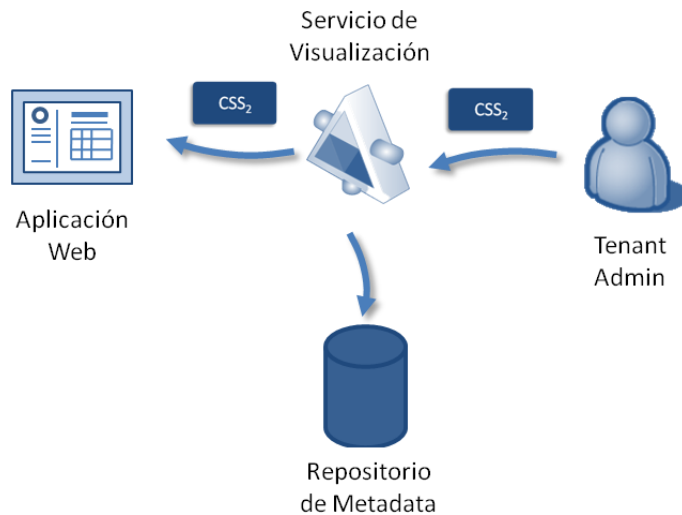 Servicio de
Visualización
CSS₂
CSS₂
Aplicación
Web
Tenant
Admin
Repositorio
de Metadata